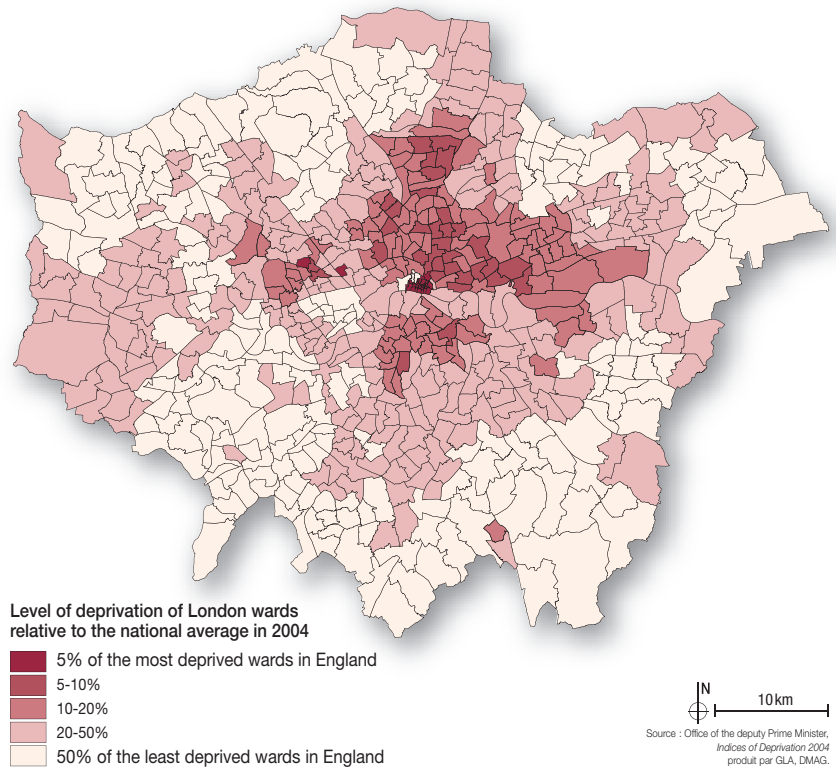 Level of deprivation of London wards
relative to the national average in 2004
5% of the most deprived wards in England
5-10%
10-20%
20-50%
50% of the least deprived wards in England
N
10 km
Source : Office of the deputy Prime Minister,
Indices of Deprivation 2004
produit par GLA, DMAG.